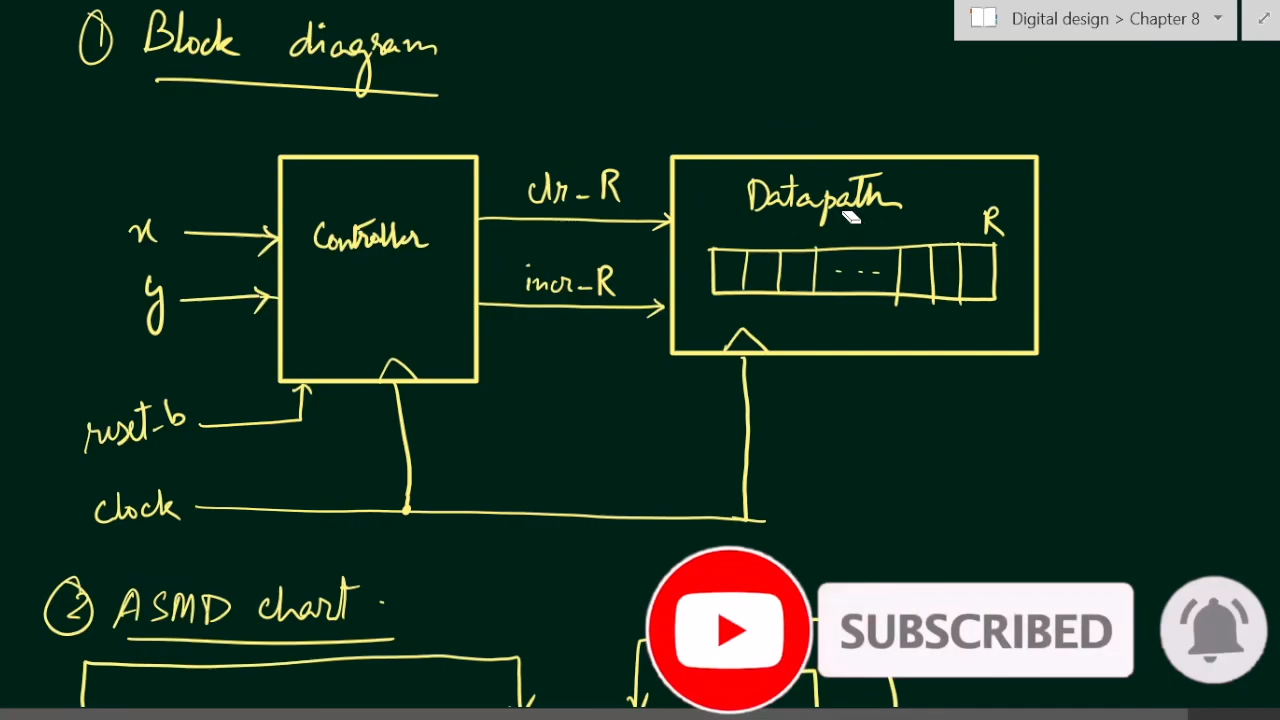 Digital design > Chapter 8
① Block diagram
clr_R
Datapath
R
x
Controller
y
incr_R
- - - -
reset_b
clock
② ASMD chart
SUBSCRIBED